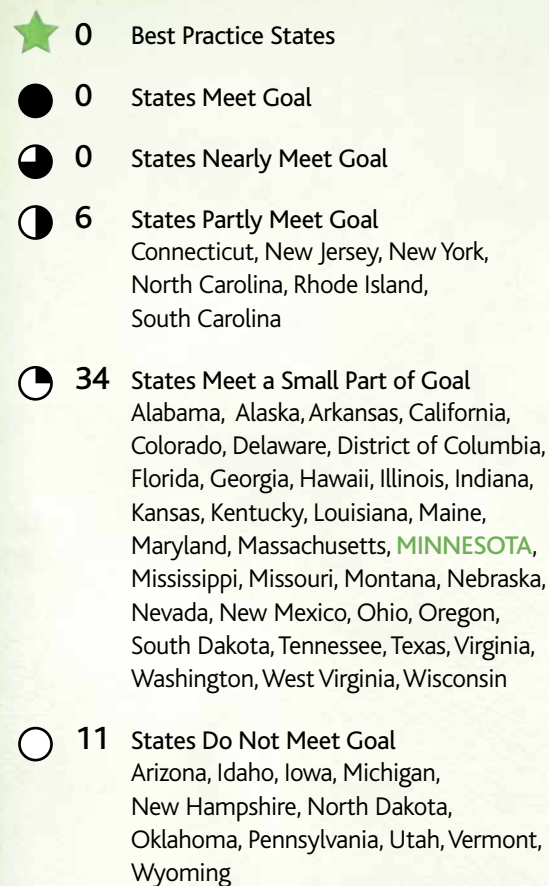 0 Best Practice States
0 States Meet Goal
0 States Nearly Meet Goal
6 States Partly Meet Goal
Connecticut, New Jersey, New York,
North Carolina, Rhode Island,
South Carolina
34 States Meet a Small Part of Goal
Alabama, Alaska, Arkansas, California,
Colorado, Delaware, District of Columbia,
Florida, Georgia, Hawaii, Illinois, Indiana,
Kansas, Kentucky, Louisiana, Maine,
Maryland, Massachusetts, MINNESOTA,
Mississippi, Missouri, Montana, Nebraska,
Nevada, New Mexico, Ohio, Oregon,
South Dakota, Tennessee, Texas, Virginia,
Washington, West Virginia, Wisconsin
11 States Do Not Meet Goal
Arizona, Idaho, Iowa, Michigan,
New Hampshire, North Dakota,
Oklahoma, Pennsylvania, Utah, Vermont,
Wyoming